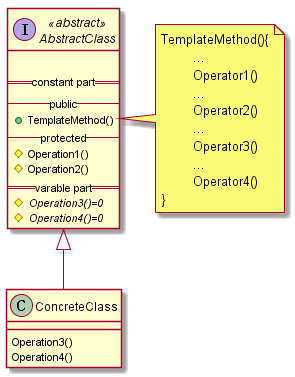 I
«abstract»
AbstractClass
constant part
public
TemplateMethod()
protected
Operation1()
Operation2()
varable part
Operation3()=0
Operation4()=0
TemplateMethod(){
...
Operator1()
...
Operator2()
...
Operator3()
...
Operator4()
}
C
ConcreteClass
Operation3()
Operation4()